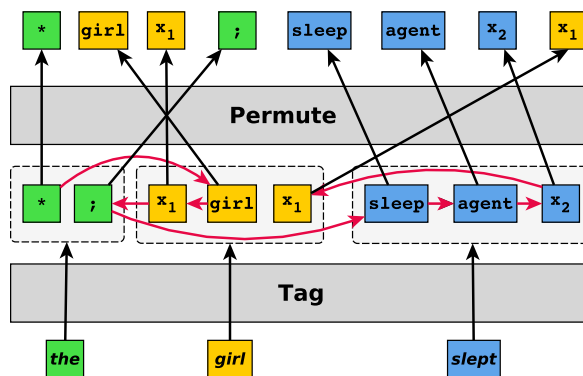 * girl x₁ ; sleep agent x₂ x₁
Permute
* ; x₁ girl x₁ sleep agent x₂
Tag
the girl slept